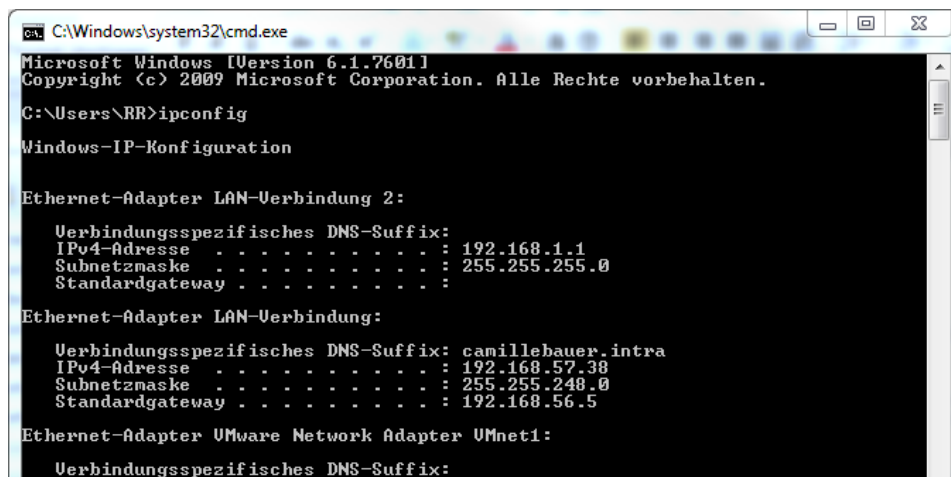 C:\Windows\system32\cmd.exe
Microsoft Windows [Version 6.1.7601]
Copyright (c) 2009 Microsoft Corporation. Alle Rechte vorbehalten.
C:\Users\RR>ipconfig
Windows-IP-Konfiguration
Ethernet-Adapter LAN-Verbindung 2:
Verbindungsspezifisches DNS-Suffix:
IPv4-Adresse . . . . . . . . . . : 192.168.1.1
Subnetzmaske . . . . . . . . . . : 255.255.255.0
Standardgateway . . . . . . . . . :
Ethernet-Adapter LAN-Verbindung:
Verbindungsspezifisches DNS-Suffix: camillebauer.intra
IPv4-Adresse . . . . . . . . . . : 192.168.57.38
Subnetzmaske . . . . . . . . . . : 255.255.248.0
Standardgateway . . . . . . . . . : 192.168.56.5
Ethernet-Adapter VMware Network Adapter VMnet1:
Verbindungsspezifisches DNS-Suffix: